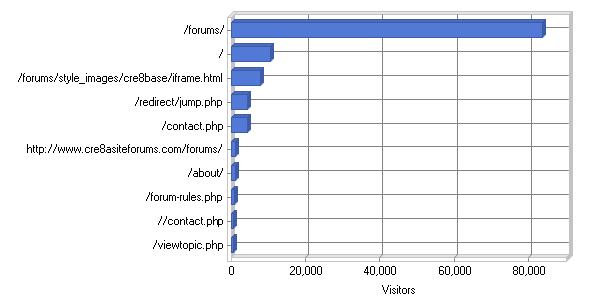 /forums/
/
/forums/style_images/cre8base/iframe.html
/redirect/jump.php
/contact.php
http://www.cre8asiteforums.com/forums/
/about/
/forum-rules.php
//contact.php
/viewtopic.php
0 20,000 40,000 60,000 80,000
Visitors